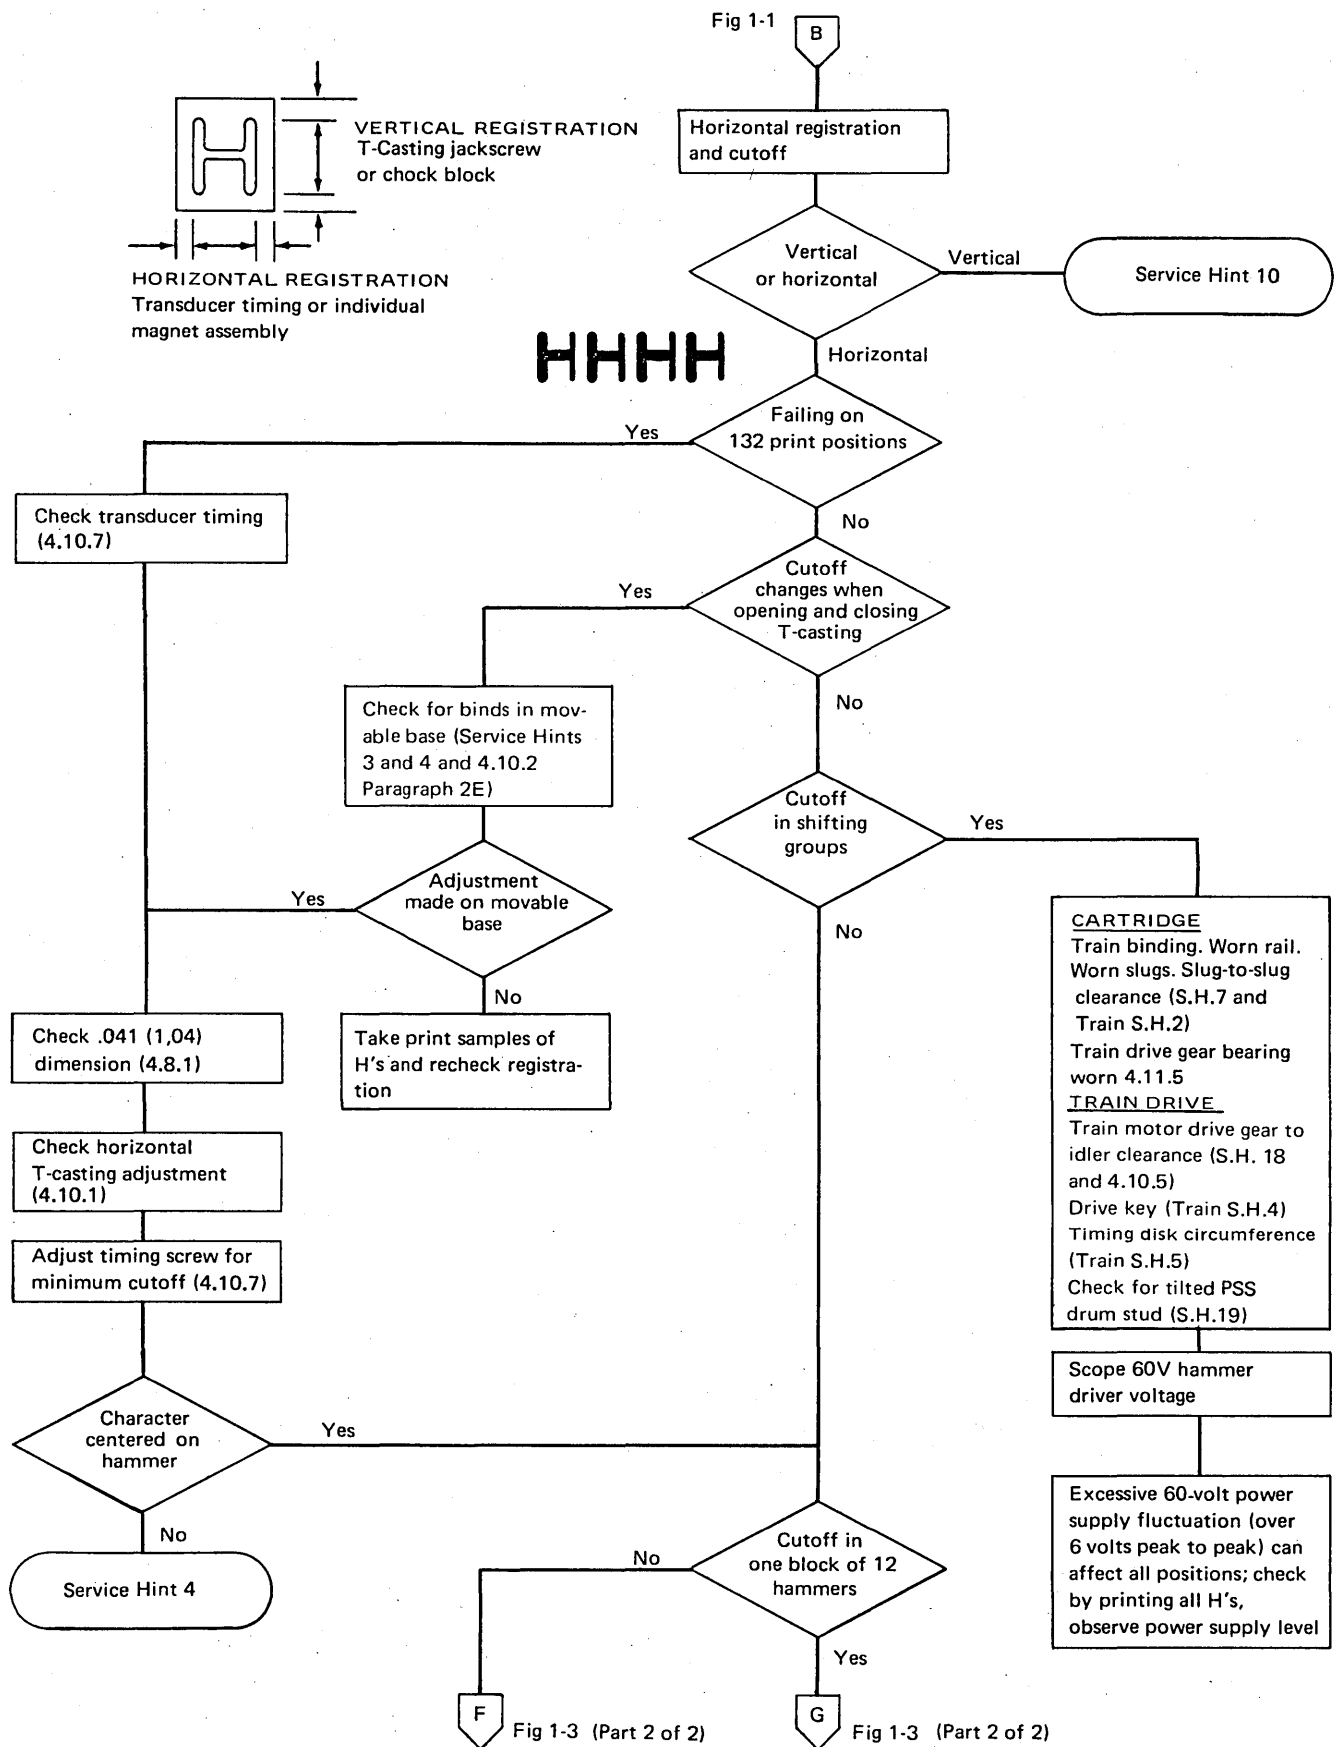 Fig 1-1
B
H
VERTICAL REGISTRATION
T-Casting jackscrew
or chock block
HORIZONTAL REGISTRATION
Transducer timing or individual
magnet assembly
Horizontal registration
and cutoff
Vertical
or horizontal
Vertical
Service Hint 10
Horizontal
HHHH
Failing on
132 print positions
Yes
Check transducer timing
(4.10.7)
No
Cutoff
changes when
opening and closing
T-casting
Yes
Check for binds in mov-
able base (Service Hints
3 and 4 and 4.10.2
Paragraph 2E)
No
Cutoff
in shifting
groups
Yes
Adjustment
made on movable
base
Yes
No
Take print samples of
H's and recheck registra-
tion
No
CARTRIDGE
Train binding. Worn rail.
Worn slugs. Slug-to-slug
clearance (S.H.7 and
Train S.H.2)
Train drive gear bearing
worn 4.11.5
TRAIN DRIVE
Train motor drive gear to
idler clearance (S.H. 18
and 4.10.5)
Drive key (Train S.H.4)
Timing disk circumference
(Train S.H.5)
Check for tilted PSS
drum stud (S.H.19)
Scope 60V hammer
driver voltage
Excessive 60-volt power
supply fluctuation (over
6 volts peak to peak) can
affect all positions; check
by printing all H's,
observe power supply level
Check .041 (1,04)
dimension (4.8.1)
Check horizontal
T-casting adjustment
(4.10.1)
Adjust timing screw for
minimum cutoff (4.10.7)
Character
centered on
hammer
Yes
No
Service Hint 4
Cutoff in
one block of 12
hammers
No
Yes
F
Fig 1-3 (Part 2 of 2)
G
Fig 1-3 (Part 2 of 2)